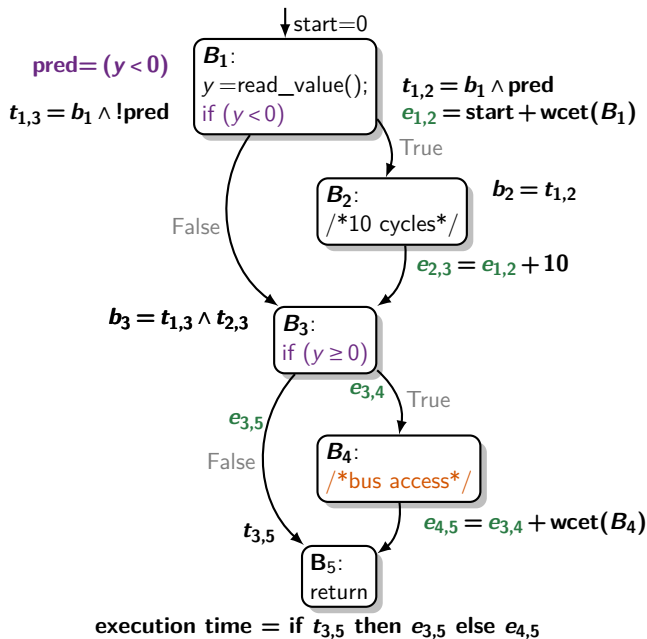 start=0
B1:
y =read_value();
if (y<0)
pred=(y<0)
t1,3 = b1 ∧ !pred
t1,2 = b1 ∧ pred
e1,2 = start + wcet(B1)
True
False
B2:
/*10 cycles*/
b2 = t1,2
e2,3 = e1,2 + 10
b3 = t1,3 ∧ t2,3
B3:
if (y ≥ 0)
e3,4
e3,5
True
False
B4:
/*bus access*/
e4,5 = e3,4 + wcet(B4)
t3,5
B5:
return
execution time = if t3,5 then e3,5 else e4,5